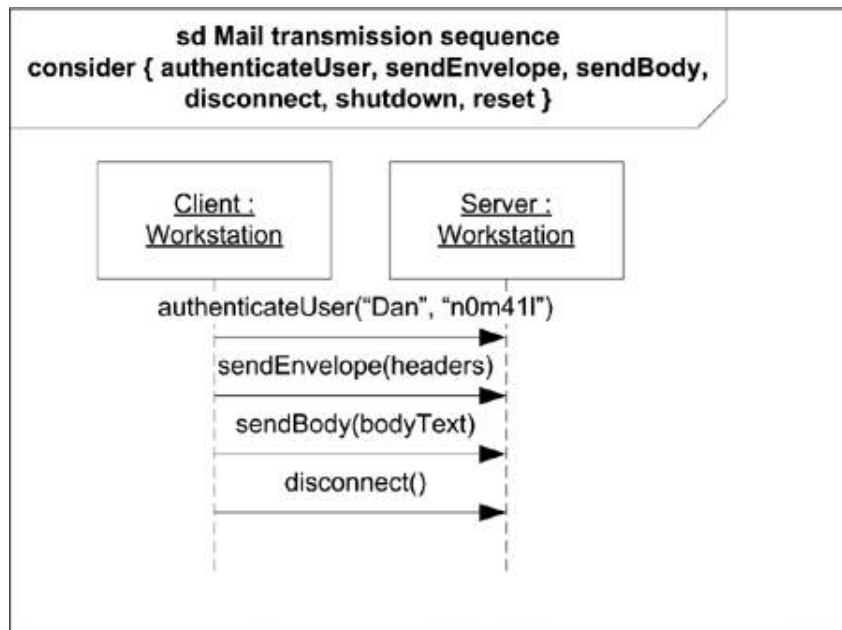 sd Mail transmission sequence
consider { authenticateUser, sendEnvelope, sendBody,
disconnect, shutdown, reset }
Client :
Workstation
Server :
Workstation
authenticateUser(“Dan”, “n0m41l”)
sendEnvelope(headers)
sendBody(bodyText)
disconnect()